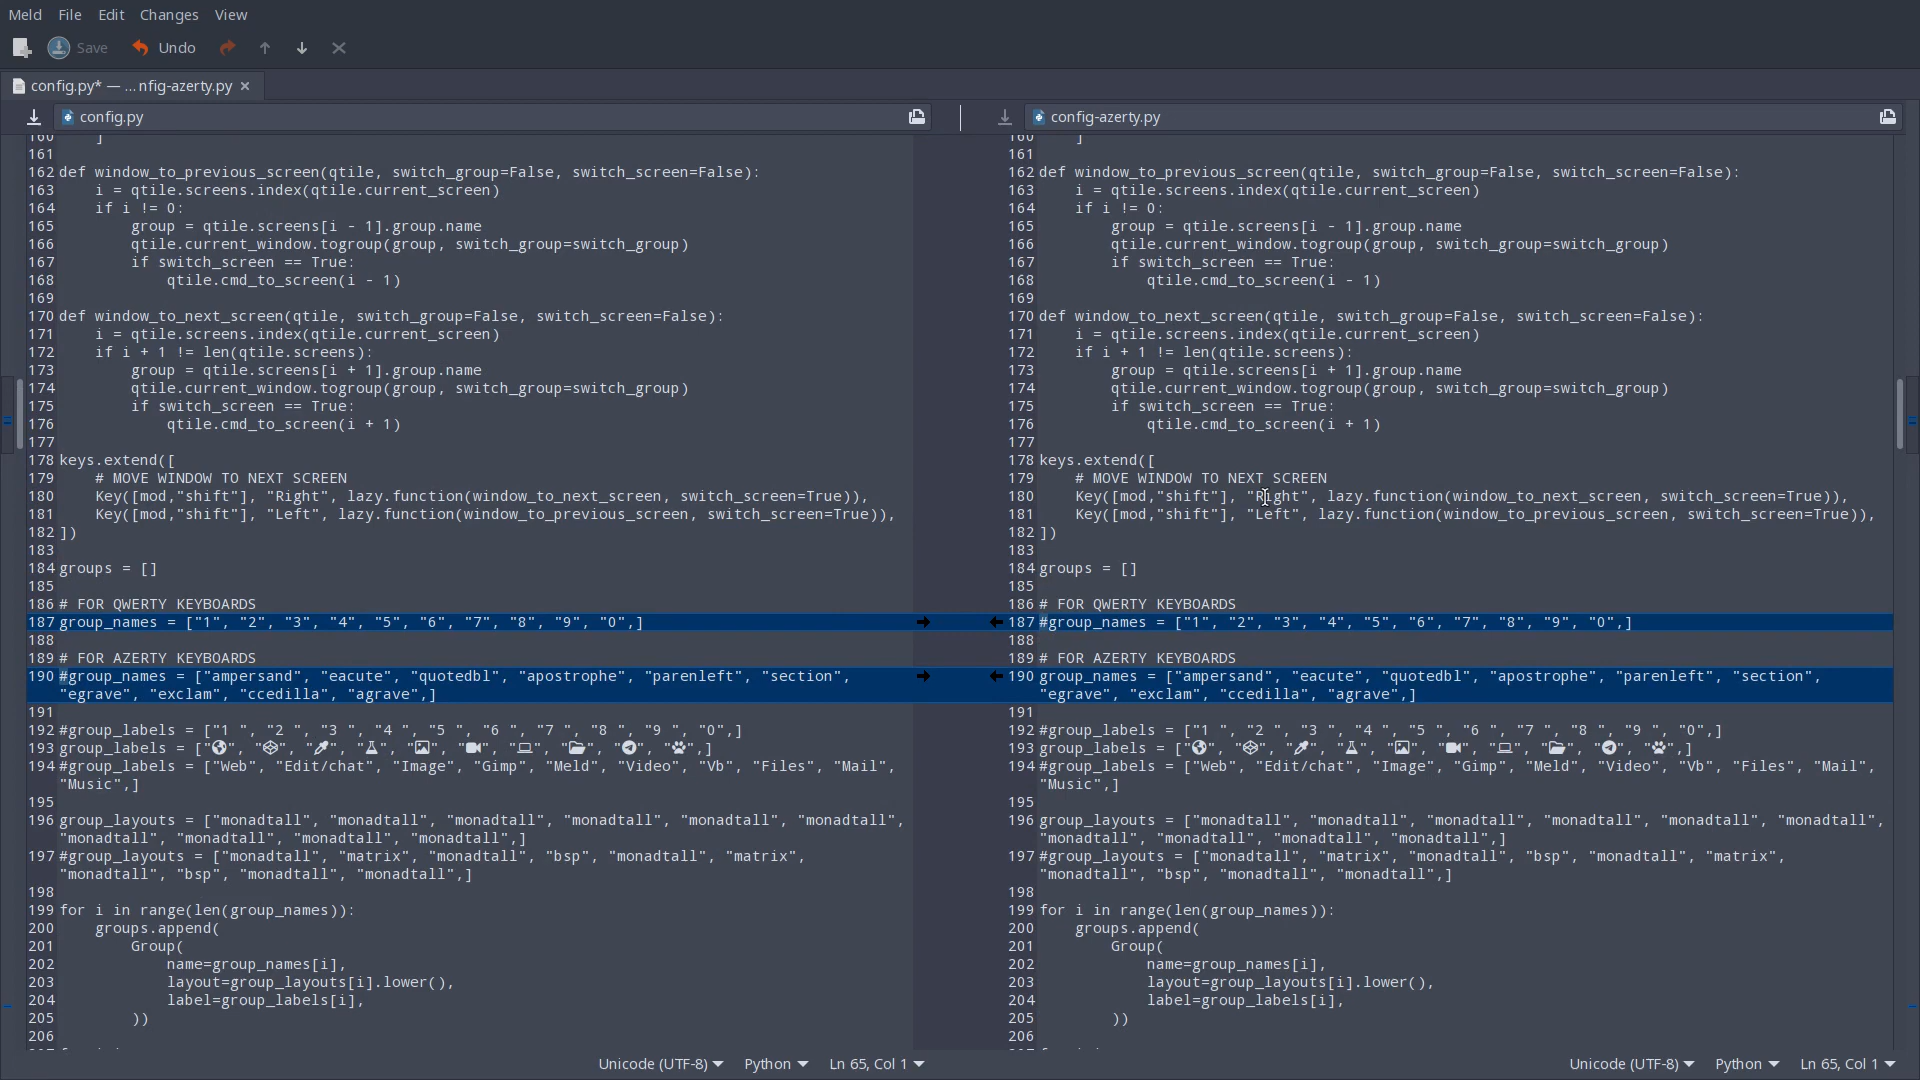 Meld File Edit Changes View
Save Undo
config.py* — ...nfig-azerty.py
config.py
160 ]
161
162 def window_to_previous_screen(qtile, switch_group=False, switch_screen=False):
163 i = qtile.screens.index(qtile.current_screen)
164 if i != 0:
165 group = qtile.screens[i - 1].group.name
166 qtile.current_window.togroup(group, switch_group=switch_group)
167 if switch_screen == True:
168 qtile.cmd_to_screen(i - 1)
169
170 def window_to_next_screen(qtile, switch_group=False, switch_screen=False):
171 i = qtile.screens.index(qtile.current_screen)
172 if i + 1 != len(qtile.screens):
173 group = qtile.screens[i + 1].group.name
174 qtile.current_window.togroup(group, switch_group=switch_group)
175 if switch_screen == True:
176 qtile.cmd_to_screen(i + 1)
177
178 keys.extend([
179 # MOVE WINDOW TO NEXT SCREEN
180 Key([mod,"shift"], "Right", lazy.function(window_to_next_screen, switch_screen=True)),
181 Key([mod,"shift"], "Left", lazy.function(window_to_previous_screen, switch_screen=True)),
182 ])
183
184 groups = []
185
186 # FOR QWERTY KEYBOARDS
187 group_names = ["1", "2", "3", "4", "5", "6", "7", "8", "9", "0",]
188
189 # FOR AZERTY KEYBOARDS
190 #group_names = ["ampersand", "eacute", "quotedbl", "apostrophe", "parenleft", "section",
"egrave", "exclam", "ccedilla", "agrave",]
191
192 #group_labels = ["1 ", "2 ", "3 ", "4 ", "5 ", "6 ", "7 ", "8 ", "9 ", "0",]
193 group_labels = ["", "", "", "", "", "", "", "", "", "",]
194 #group_labels = ["Web", "Edit/chat", "Image", "Gimp", "Meld", "Video", "Vb", "Files", "Mail",
"Music",]
195
196 group_layouts = ["monadtall", "monadtall", "monadtall", "monadtall", "monadtall", "monadtall",
"monadtall", "monadtall", "monadtall", "monadtall",]
197 #group_layouts = ["monadtall", "matrix", "monadtall", "bsp", "monadtall", "matrix",
"monadtall", "bsp", "monadtall", "monadtall",]
198
199 for i in range(len(group_names)):
200 groups.append(
201 Group(
202 name=group_names[i],
203 layout=group_layouts[i].lower(),
204 label=group_labels[i],
205 ))
206
Unicode (UTF-8) Python Ln 65, Col 1
config-azerty.py
160 ]
161
162 def window_to_previous_screen(qtile, switch_group=False, switch_screen=False):
163 i = qtile.screens.index(qtile.current_screen)
164 if i != 0:
165 group = qtile.screens[i - 1].group.name
166 qtile.current_window.togroup(group, switch_group=switch_group)
167 if switch_screen == True:
168 qtile.cmd_to_screen(i - 1)
169
170 def window_to_next_screen(qtile, switch_group=False, switch_screen=False):
171 i = qtile.screens.index(qtile.current_screen)
172 if i + 1 != len(qtile.screens):
173 group = qtile.screens[i + 1].group.name
174 qtile.current_window.togroup(group, switch_group=switch_group)
175 if switch_screen == True:
176 qtile.cmd_to_screen(i + 1)
177
178 keys.extend([
179 # MOVE WINDOW TO NEXT SCREEN
180 Key([mod,"shift"], "Right", lazy.function(window_to_next_screen, switch_screen=True)),
181 Key([mod,"shift"], "Left", lazy.function(window_to_previous_screen, switch_screen=True)),
182 ])
183
184 groups = []
185
186 # FOR QWERTY KEYBOARDS
187 #group_names = ["1", "2", "3", "4", "5", "6", "7", "8", "9", "0",]
188
189 # FOR AZERTY KEYBOARDS
190 group_names = ["ampersand", "eacute", "quotedbl", "apostrophe", "parenleft", "section",
"egrave", "exclam", "ccedilla", "agrave",]
191
192 #group_labels = ["1 ", "2 ", "3 ", "4 ", "5 ", "6 ", "7 ", "8 ", "9 ", "0",]
193 group_labels = ["", "", "", "", "", "", "", "", "", "",]
194 #group_labels = ["Web", "Edit/chat", "Image", "Gimp", "Meld", "Video", "Vb", "Files", "Mail",
"Music",]
195
196 group_layouts = ["monadtall", "monadtall", "monadtall", "monadtall", "monadtall", "monadtall",
"monadtall", "monadtall", "monadtall", "monadtall",]
197 #group_layouts = ["monadtall", "matrix", "monadtall", "bsp", "monadtall", "matrix",
"monadtall", "bsp", "monadtall", "monadtall",]
198
199 for i in range(len(group_names)):
200 groups.append(
201 Group(
202 name=group_names[i],
203 layout=group_layouts[i].lower(),
204 label=group_labels[i],
205 ))
206
Unicode (UTF-8) Python Ln 65, Col 1